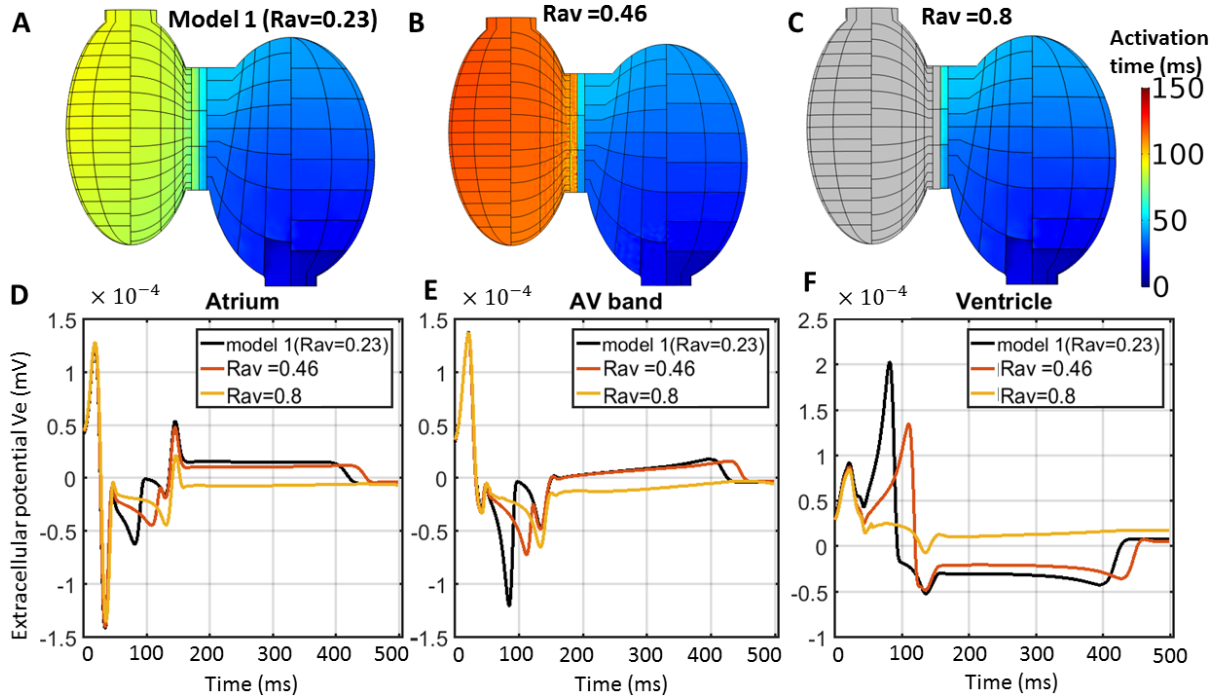 A
Model 1 (Rav=0.23)
B
Rav =0.46
C
Rav =0.8
Activation
time (ms)
150
100
50
0
D
× 10⁻⁴
Atrium
1.5
1
0.5
0
-0.5
-1
-1.5
model 1(Rav=0.23)
Rav =0.46
Rav=0.8
0 100 200 300 400 500
Time (ms)
Extracellular potential Ve (mV)
E
× 10⁻⁴
AV band
1.5
1
0.5
0
-0.5
-1
-1.5
model 1(Rav=0.23)
Rav =0.46
Rav=0.8
0 100 200 300 400 500
Time (ms)
F
× 10⁻⁴
Ventricle
2.5
2.0
1.5
1
0.5
0
-0.5
-1
model 1(Rav=0.23)
Rav =0.46
Rav=0.8
0 100 200 300 400 500
Time (ms)